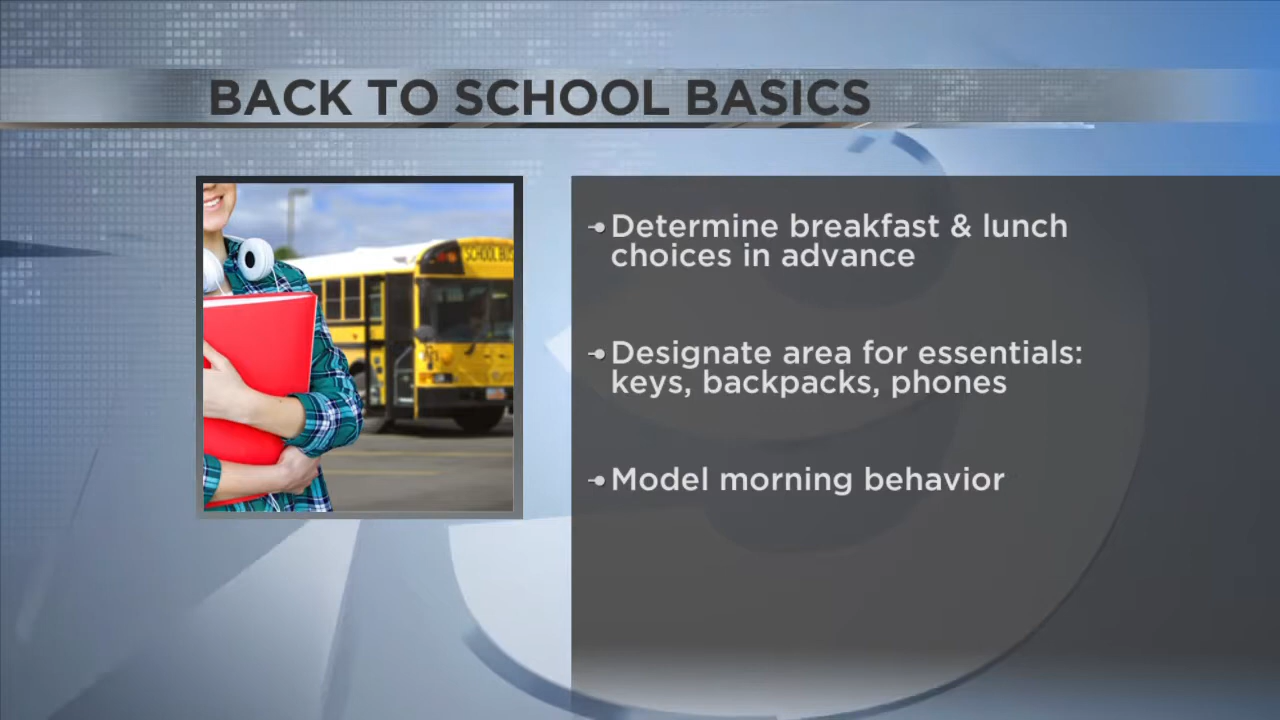 BACK TO SCHOOL BASICS
SCHOOL BUS
Determine breakfast & lunch
choices in advance
Designate area for essentials:
keys, backpacks, phones
Model morning behavior